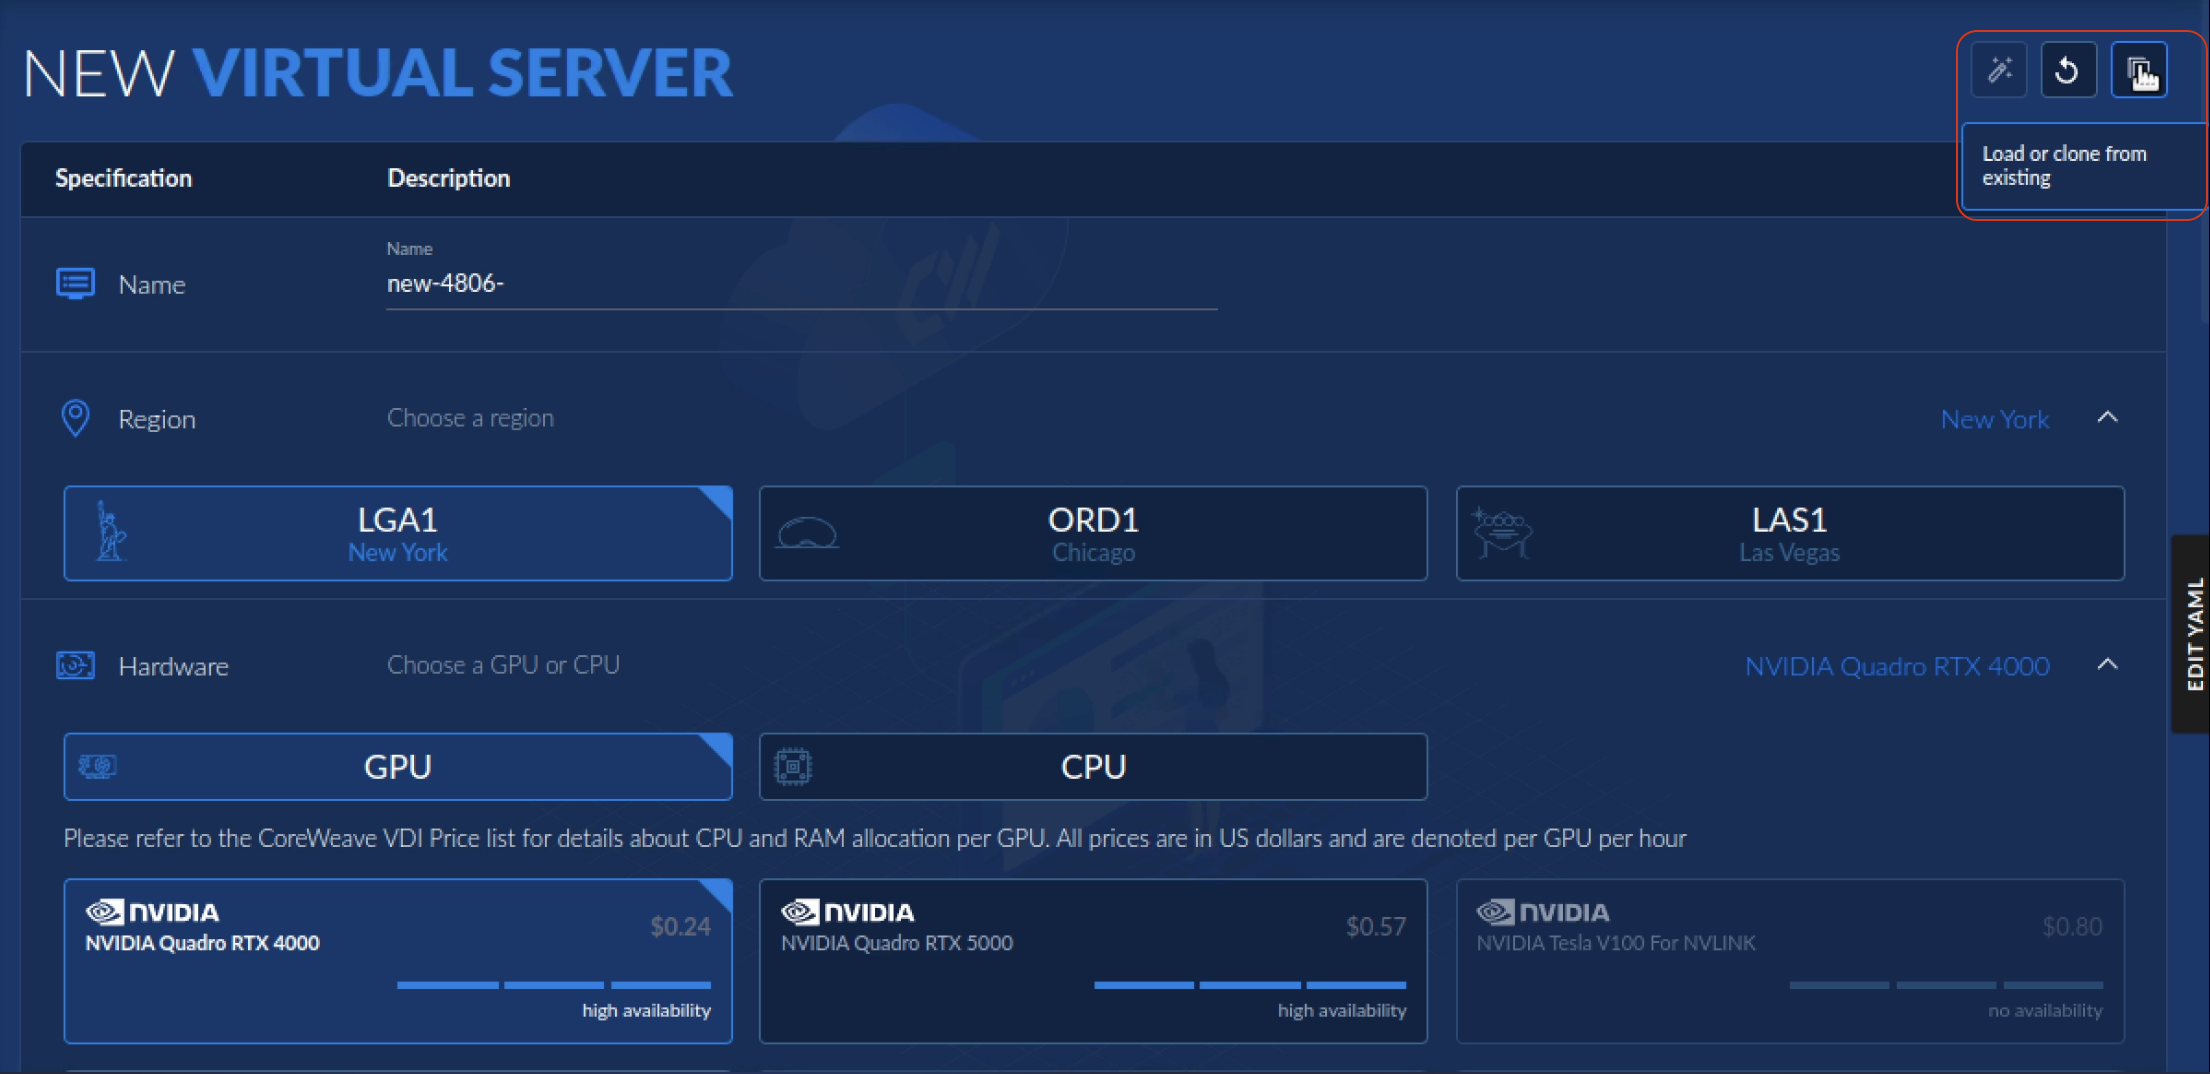 NEW VIRTUAL SERVER
Load or clone from
existing
Specification Description
Name
Name new-4806-
Region Choose a region New York
LGA1
New York
ORD1
Chicago
LAS1
Las Vegas
EDIT YAML
Hardware Choose a GPU or CPU NVIDIA Quadro RTX 4000
GPU
CPU
Please refer to the CoreWeave VDI Price list for details about CPU and RAM allocation per GPU. All prices are in US dollars and are denoted per GPU per hour
NVIDIA
NVIDIA Quadro RTX 4000
$0.24
high availability
NVIDIA
NVIDIA Quadro RTX 5000
$0.57
high availability
NVIDIA
NVIDIA Tesla V100 For NVLINK
$0.80
no availability